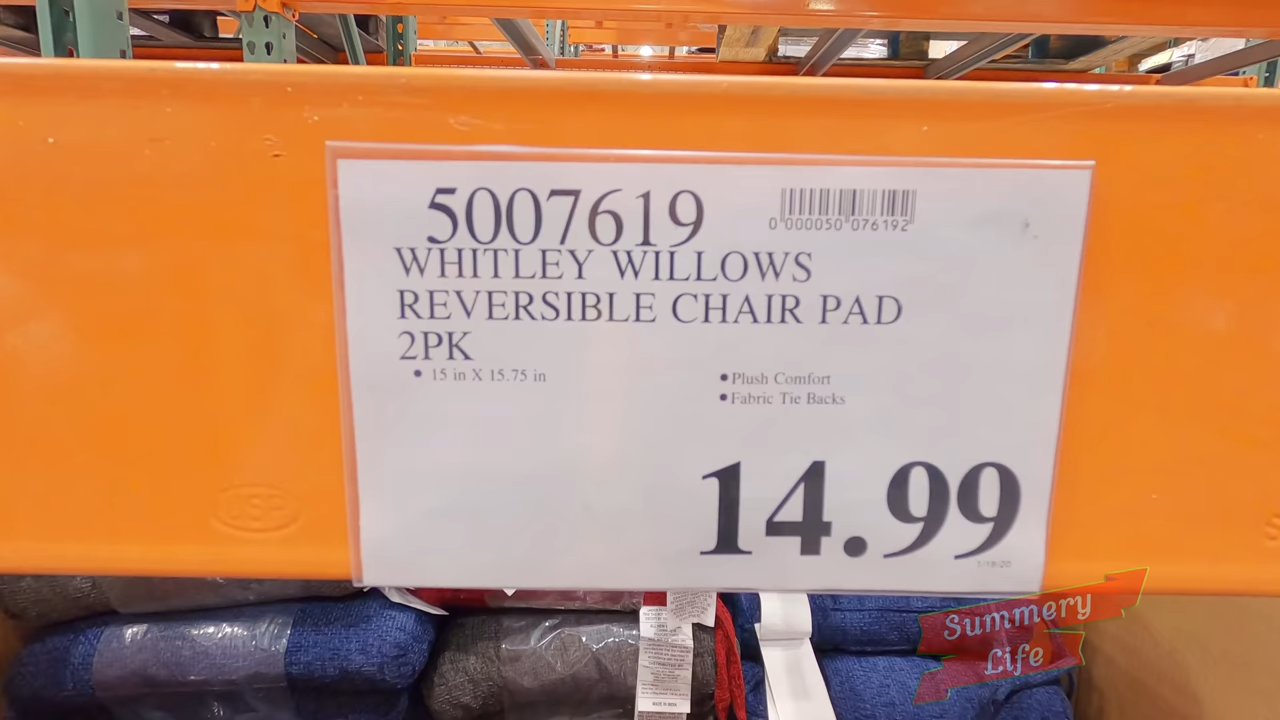 5007619
0 000050 076192
WHITLEY WILLOWS
REVERSIBLE CHAIR PAD
2PK
• 15 in X 15.75 in
• Plush Comfort
• Fabric Tie Backs
14.99
Summery
Life